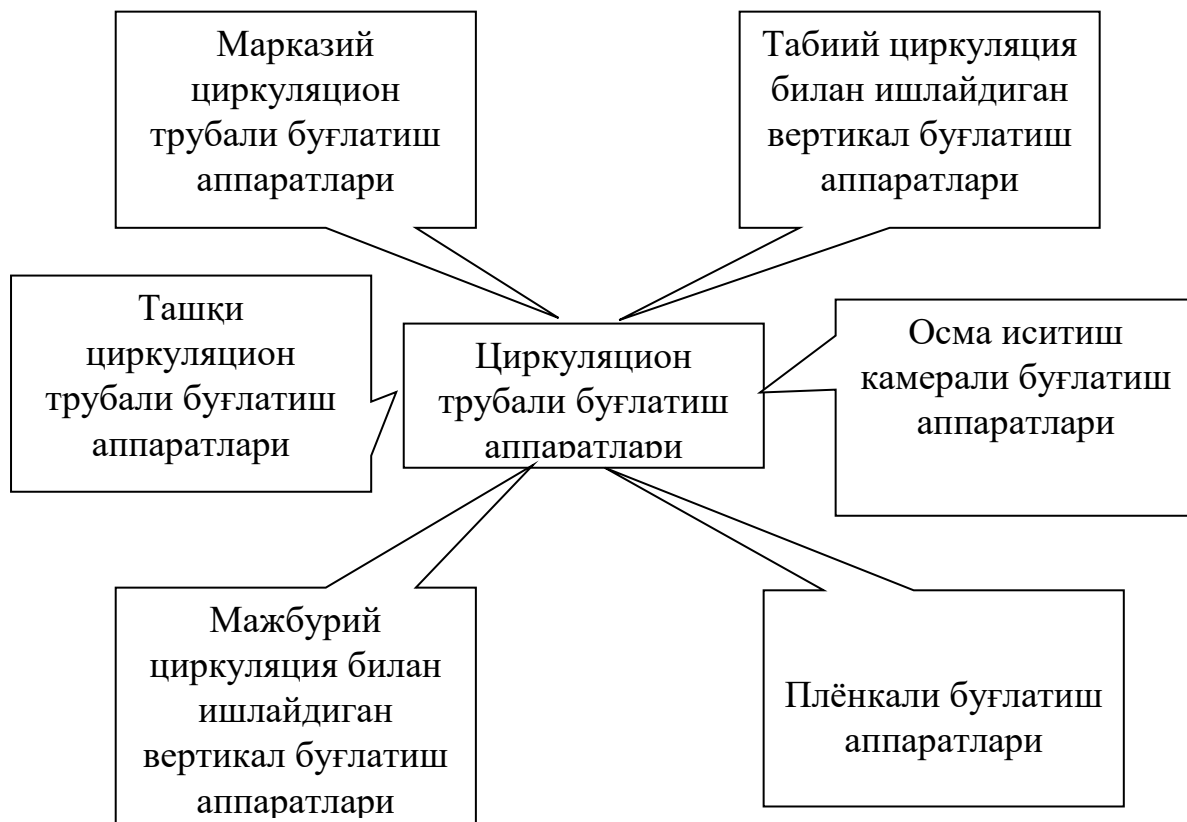 Марказий
циркуляцион
трубали буғлатиш
аппаратлари
Табиий циркуляция
билан ишлайдиган
вертикал буғлатиш
аппаратлари
Ташқи
циркуляцион
трубали буғлатиш
аппаратлари
Циркуляцион
трубали буғлатиш
аппаратлари
Осма иситиш
камерали буғлатиш
аппаратлари
Мажбурий
циркуляция билан
ишлайдиган
вертикал буғлатиш
аппаратлари
Плёнкали буғлатиш
аппаратлари